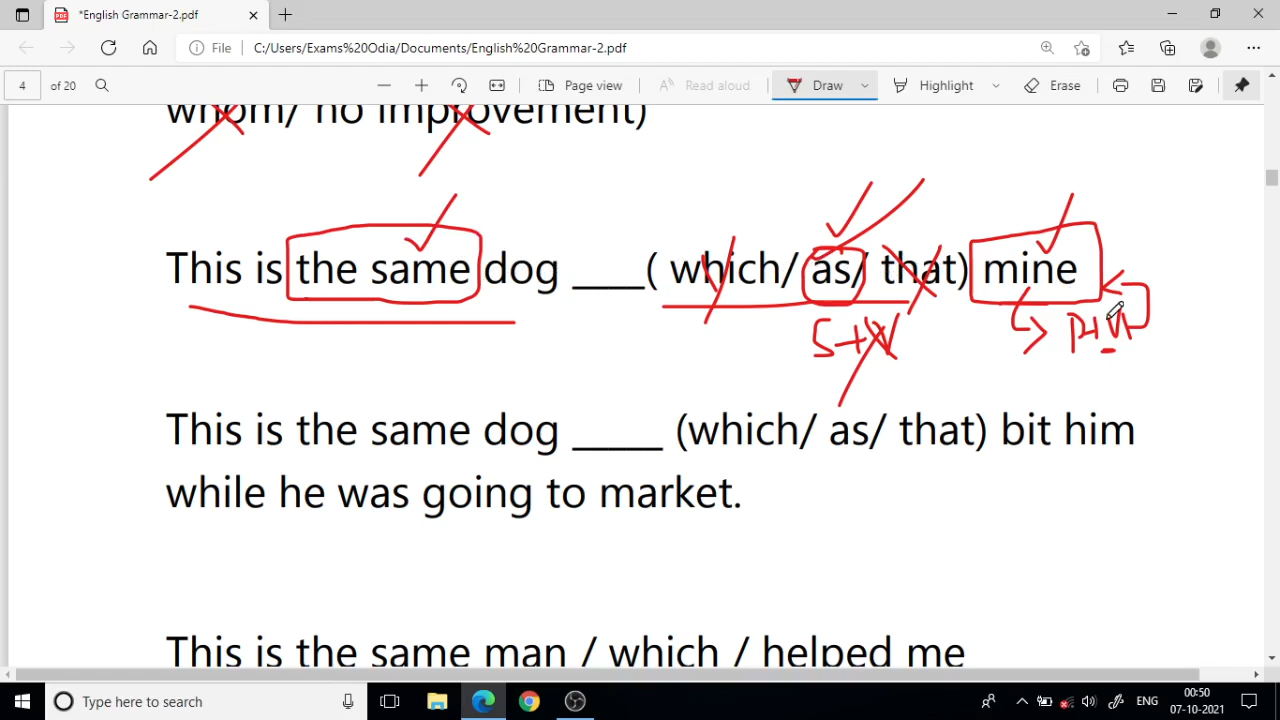 *English Grammar-2.pdf
File C:/Users/Exams%20Odia/Documents/English%20Grammar-2.pdf
4 of 20 Page view Read aloud Draw Highlight Erase
whom/ no improvement)
This is the same dog ____( which/ as/ that) mine
S+V
This is the same dog ____ (which/ as/ that) bit him
while he was going to market.
This is the same man / which / helped me
Type here to search
ENG
00:50
07-10-2021